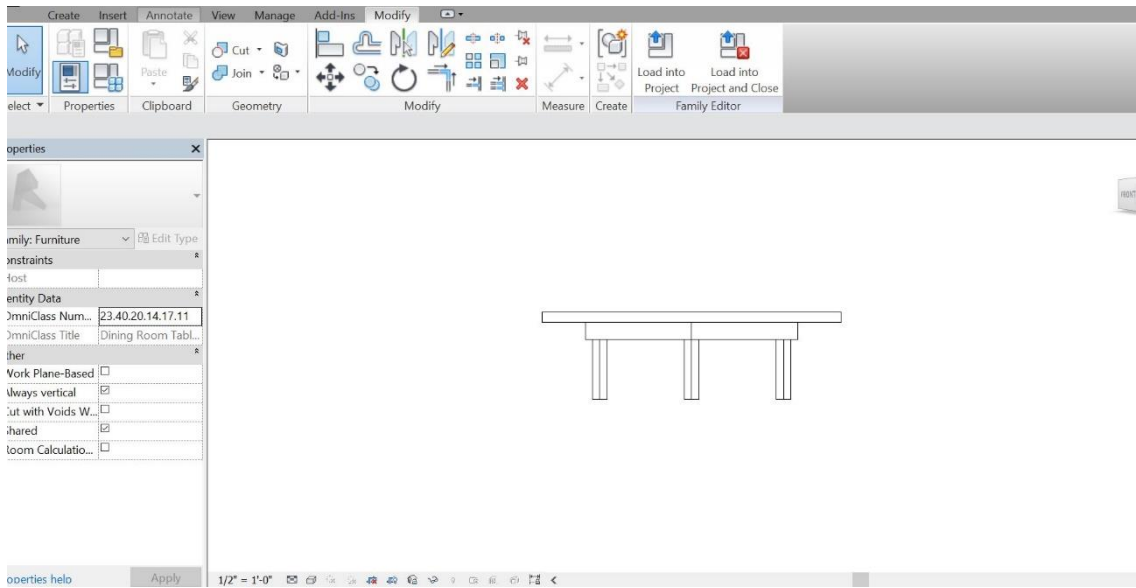 Create Insert Annotate View Manage Add-Ins Modify
Modify
Paste
Cut
Join
Load into Project
Load into Project and Close
elect Properties Clipboard Geometry Modify Measure Create Family Editor
operties
amily: Furniture Edit Type
onstraints
Host
entity Data
OmniClass Num... 23.40.20.14.17.11
OmniClass Title Dining Room Tabl...
ther
Work Plane-Based
Always vertical
Cut with Voids W...
Shared
Room Calculatio...
operties help Apply
1/2" = 1'-0"
FRONT